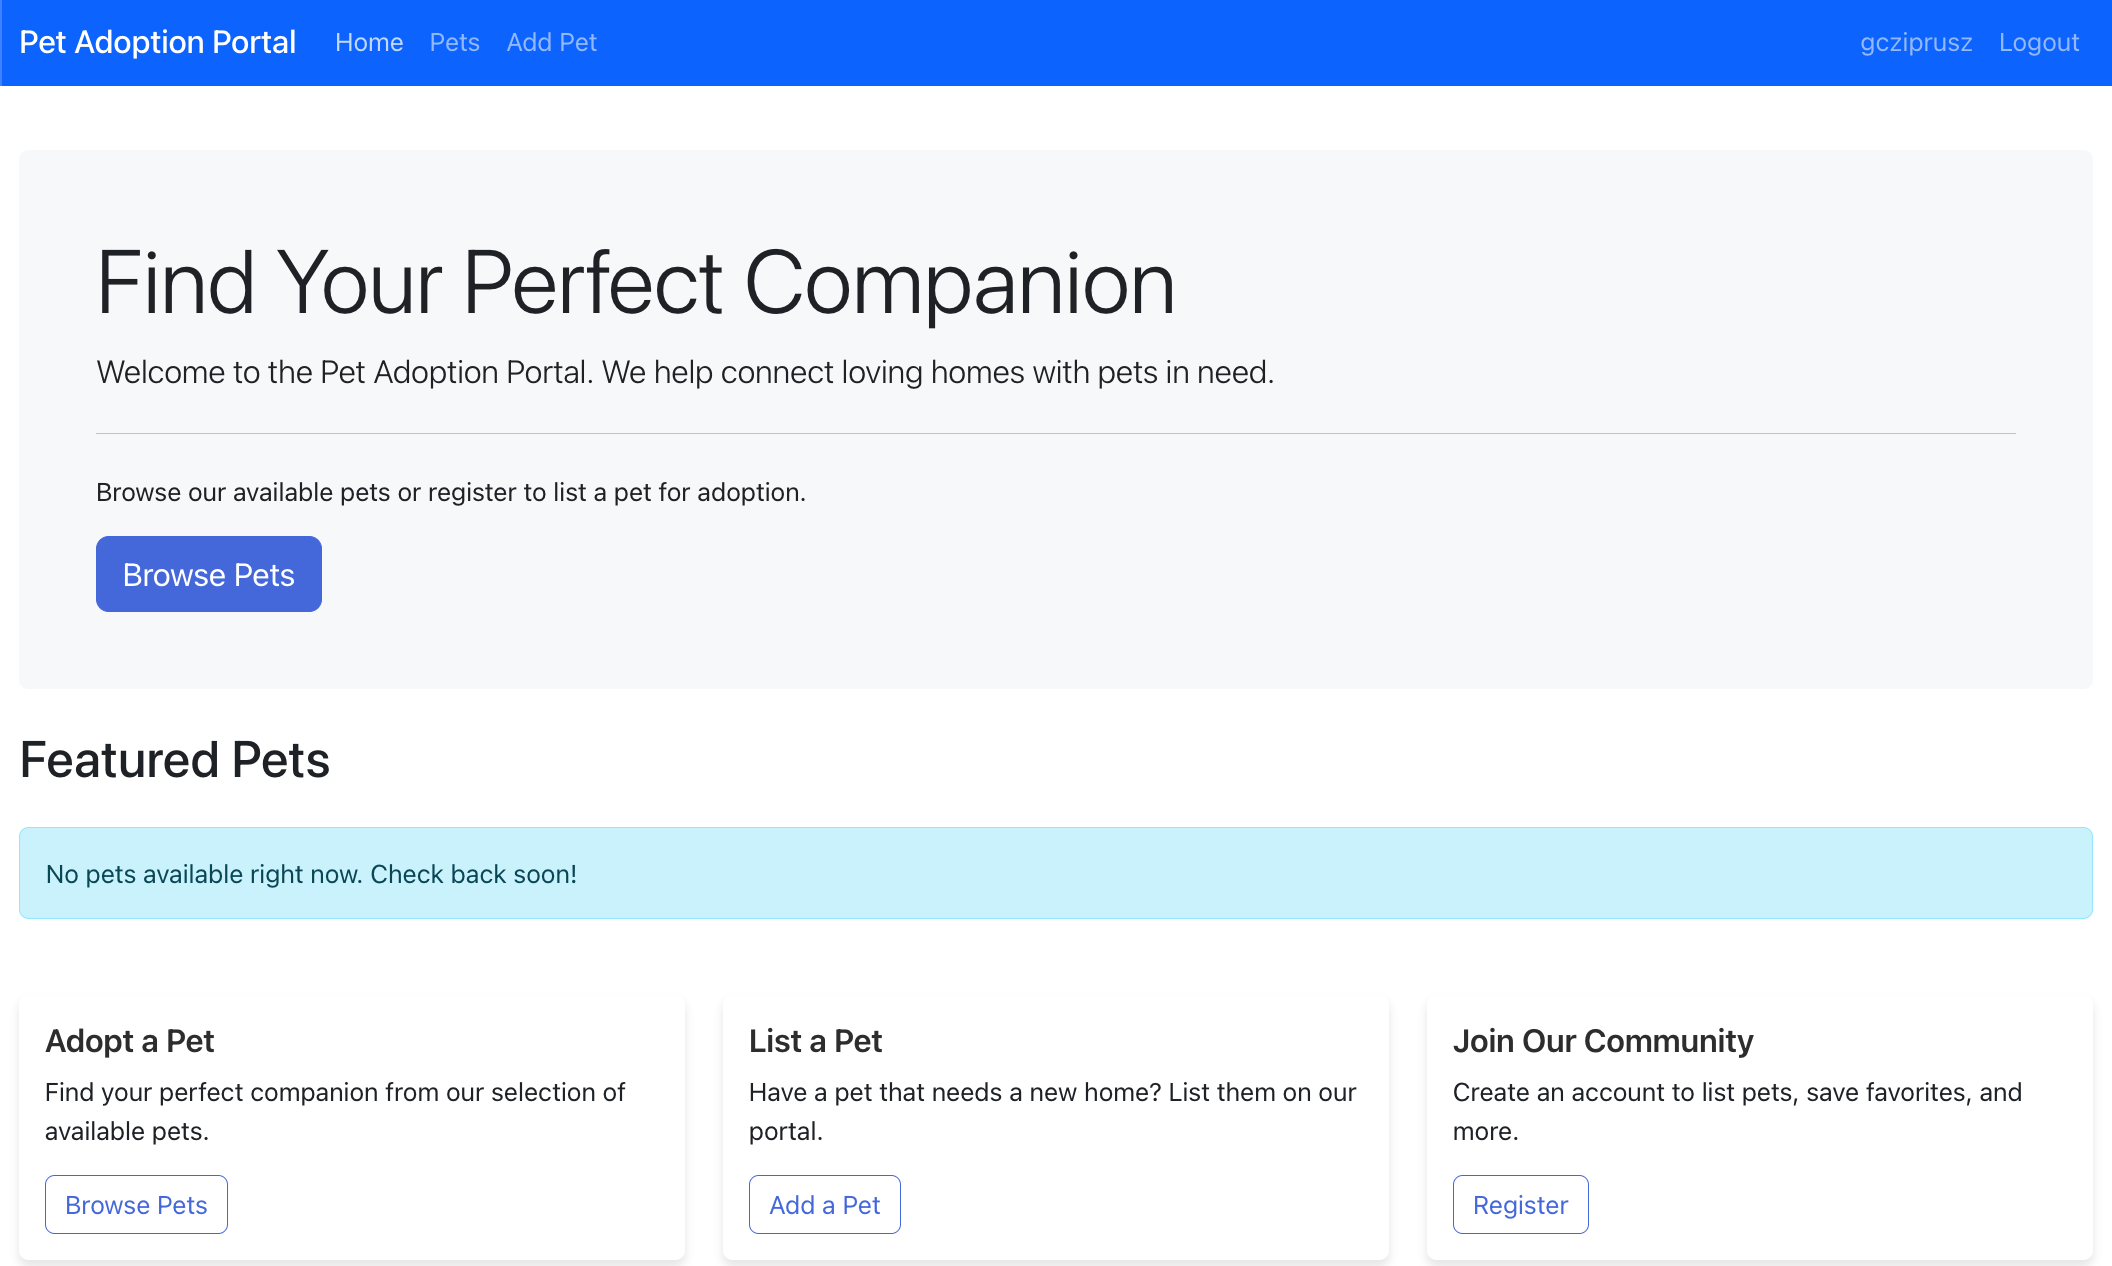 Pet Adoption Portal Home Pets Add Pet gcziprusz Logout
Find Your Perfect Companion
Welcome to the Pet Adoption Portal. We help connect loving homes with pets in need.
Browse our available pets or register to list a pet for adoption.
Browse Pets
Featured Pets
No pets available right now. Check back soon!
Adopt a Pet
Find your perfect companion from our selection of
available pets.
Browse Pets
List a Pet
Have a pet that needs a new home? List them on our
portal.
Add a Pet
Join Our Community
Create an account to list pets, save favorites, and
more.
Register